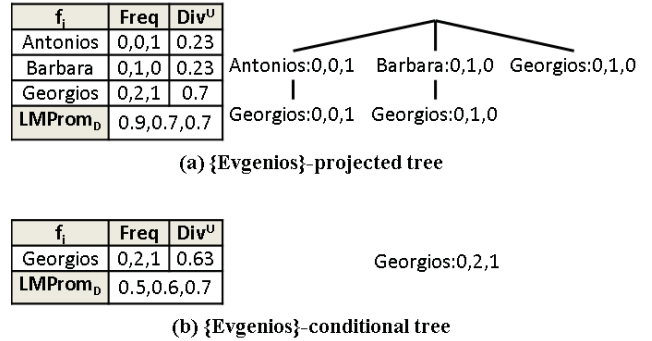 fi Freq DivU
Antonios 0,0,1 0.23
Barbara 0,1,0 0.23
Georgios 0,2,1 0.7
LMPromD 0.9,0.7,0.7
Antonios:0,0,1 Barbara:0,1,0 Georgios:0,1,0
Georgios:0,0,1 Georgios:0,1,0
(a) {Evgenios}-projected tree
fi Freq DivU
Georgios 0,2,1 0.63
LMPromD 0.5,0.6,0.7
Georgios:0,2,1
(b) {Evgenios}-conditional tree